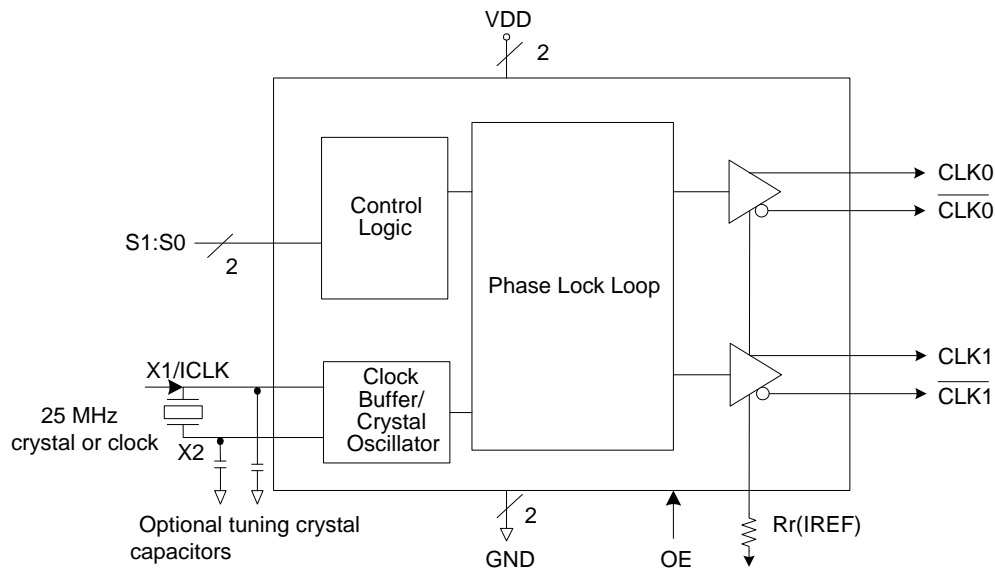 VDD
2
CLK0
CLK0
Control
Logic
S1:S0
2
Phase Lock Loop
X1/ICLK
Clock
Buffer/
Crystal
Oscillator
CLK1
CLK1
25 MHz
crystal or clock
X2
Optional tuning crystal
capacitors
2
GND
OE
Rr(IREF)